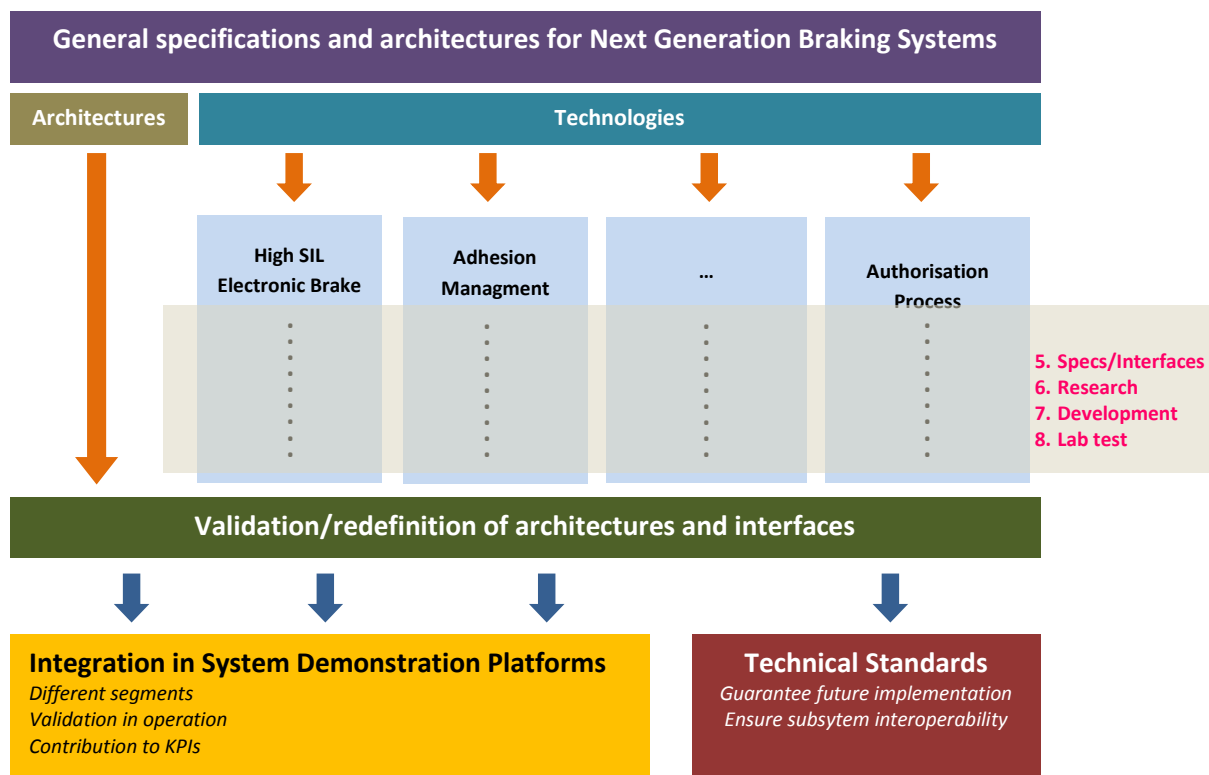 General specifications and architectures for Next Generation Braking Systems
Architectures
Technologies
High SIL
Electronic Brake
Adhesion
Managment
...
Authorisation
Process
5. Specs/Interfaces
6. Research
7. Development
8. Lab test
Validation/redefinition of architectures and interfaces
Integration in System Demonstration Platforms
Different segments
Validation in operation
Contribution to KPIs
Technical Standards
Guarantee future implementation
Ensure subsytem interoperability